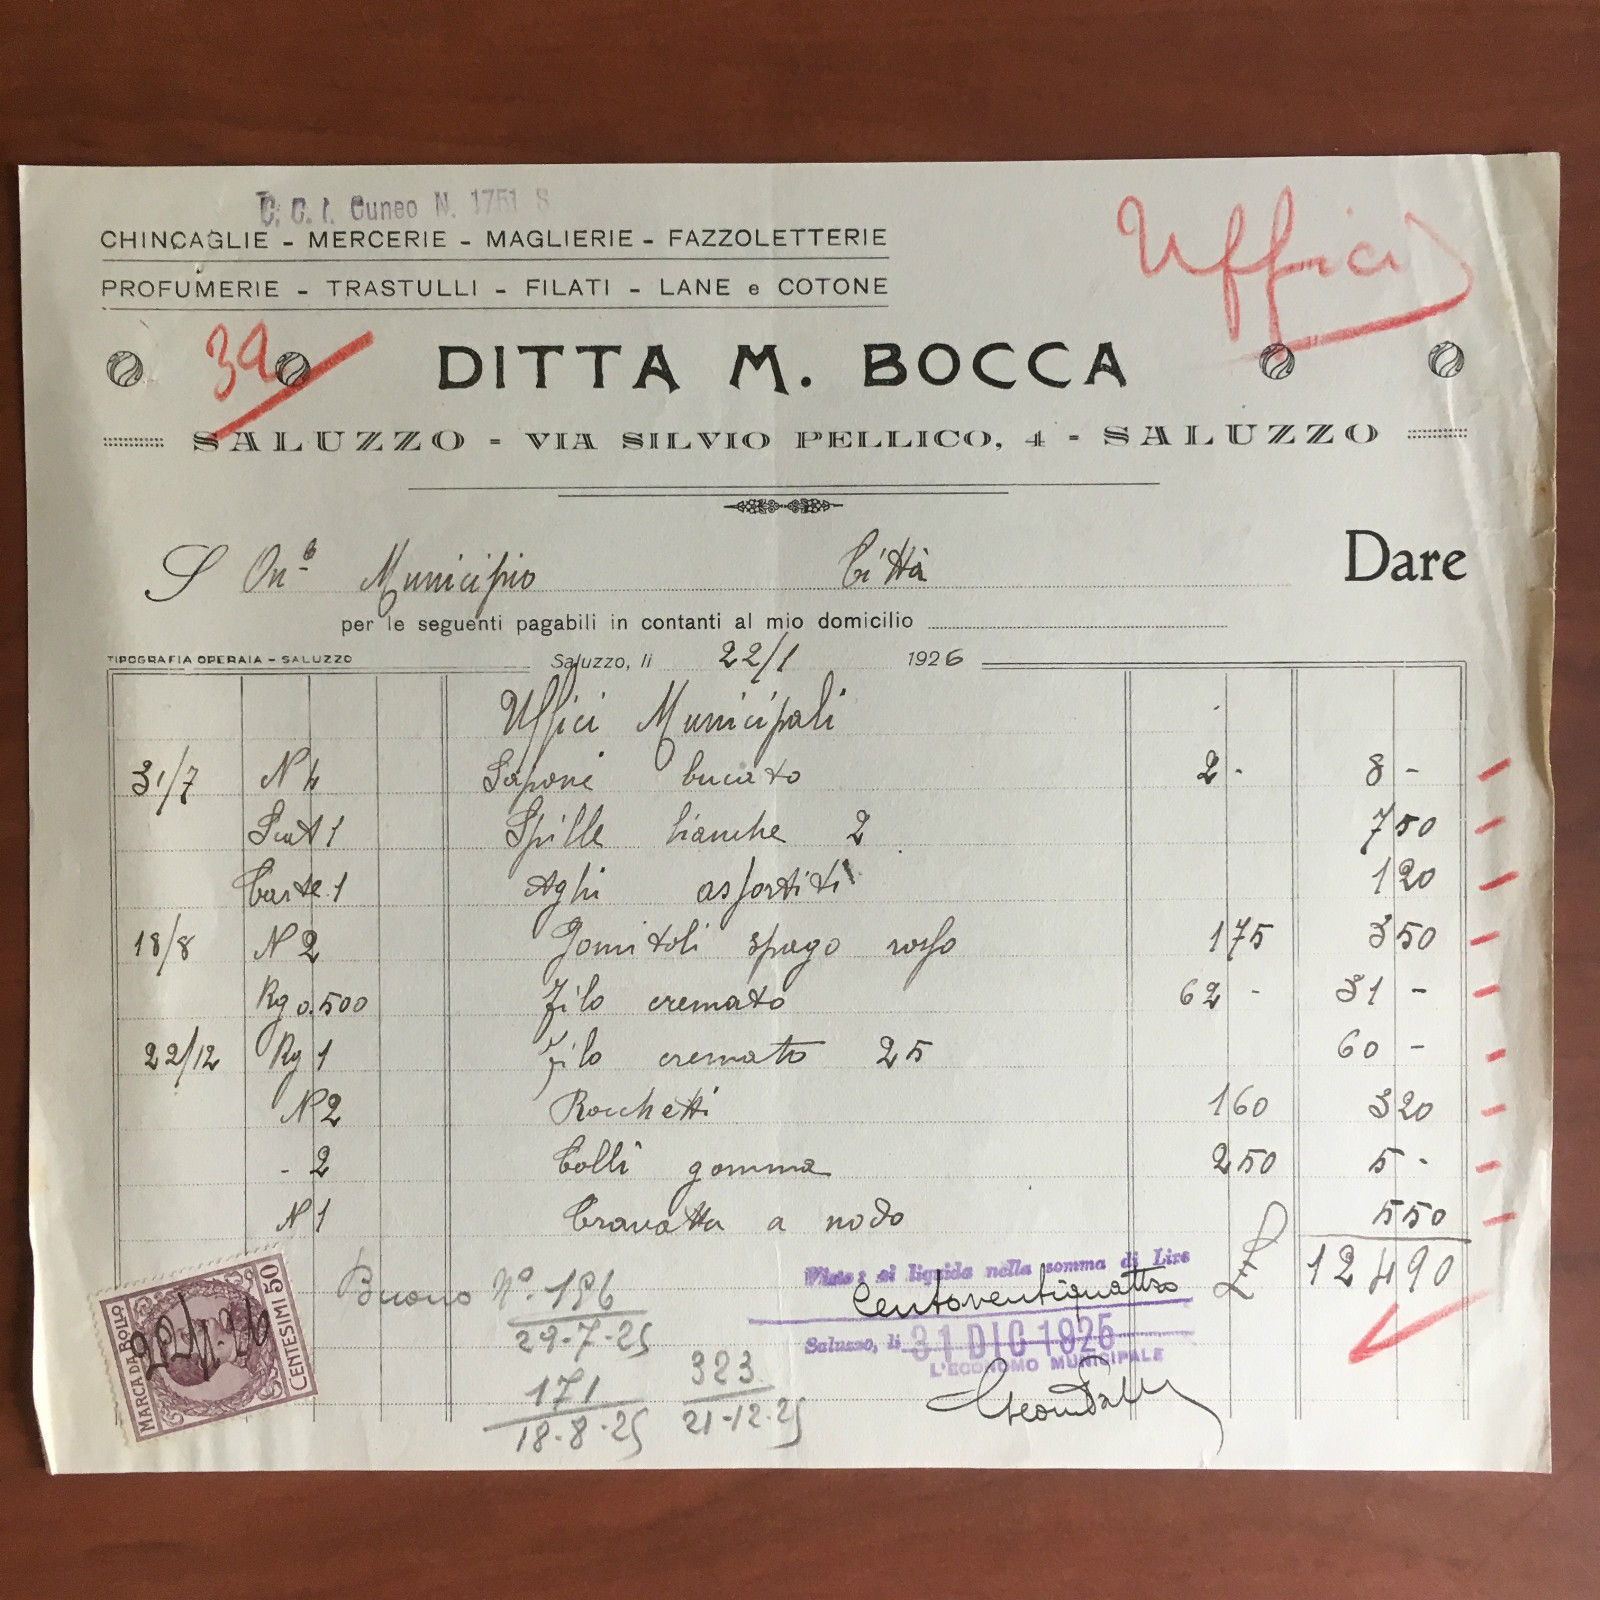 C. C. I. Cuneo N. 1751 S
CHINCAGLIE - MERCERIE - MAGLIERIE - FAZZOLETTERIE
PROFUMERIE - TRASTULLI - FILATI - LANE e COTONE
Uffici
39
DITTA M. BOCCA
SALUZZO - VIA SILVIO PELLICO, 4 - SALUZZO
S On. Municipio Città Dare
per le seguenti pagabili in contanti al mio domicilio
TIPOGRAFIA OPERAIA - SALUZZO Saluzzo, li 22/1 1926
Uffici Municipali
31/7 N 4 Sapone bucato 2 - 8 -
Scat 1 Spille bianche 2 7 50
Carte 1 Aghi assortiti 1 20
18/8 N 2 Gomitoli spago rosso 1 75 3 50
Kg 0.500 Filo cremato 62 - 31 -
22/12 Kg 1 Filo cremato 25 60 -
N 2 Rocchetti 1 60 3 20
- 2 Colli gomma 2 50 5 -
N 1 Cravatta a nodo 5 50
£ 124 90
MARCA DA BOLLO
CENTESIMI 50
22/1 26
Buono N°. 196
29-7-25
171
18-8-25
323
21-12-25
Visto: si liquida nella somma di Lire
Centoventiquattro
Saluzzo, li 31 DIC 1925
L'ECONOMO MUNICIPALE